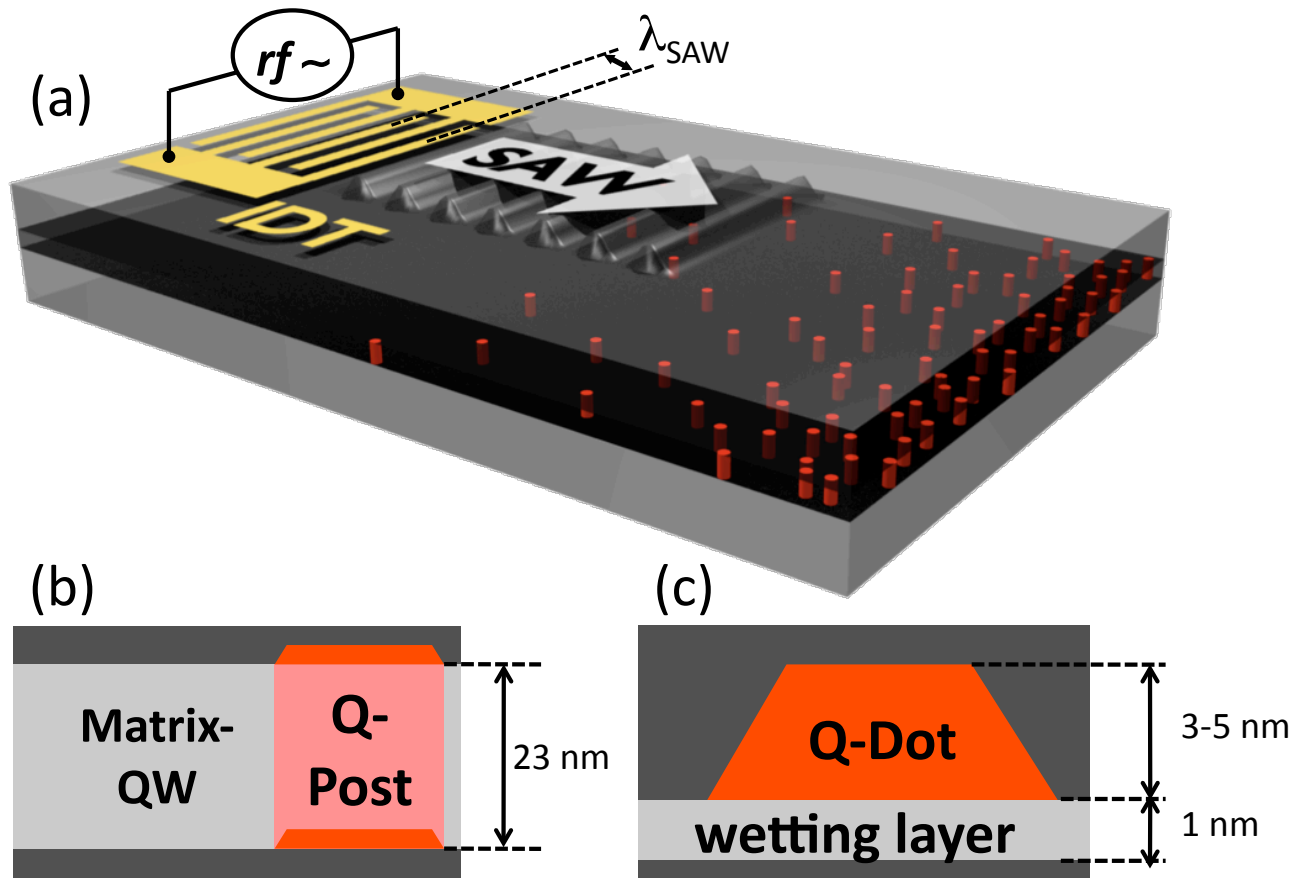 (a)
rf ~
λSAW
SAW
IDT
(b)
Matrix-
QW
Q-
Post
23 nm
(c)
Q-Dot
3-5 nm
wetting layer
1 nm